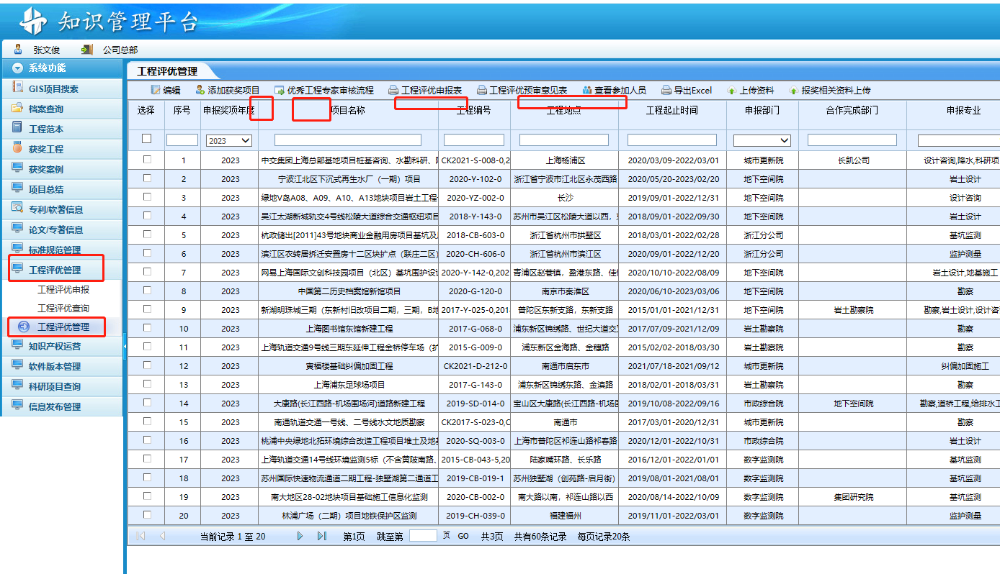 知识管理平台
张文俊 公司总部
系统功能
GIS项目搜索
档案查询
工程范本
获奖工程
获奖案例
项目总结
专利/软著信息
论文/专著信息
标准规范管理
工程评优管理
工程评优申报
工程评优查询
工程评优管理
知识产权运营
软件版本管理
科研项目查询
信息发布管理
工程评优管理
编辑 添加获奖项目 优秀工程专家审核流程 工程评优申报表 工程评优预审意见表 查看参加人员 导出Excel 上传资料 报奖相关资料上传
选择 序号 申报奖项年度 项目名称 工程编号 工程地点 工程起止时间 申报部门 合作完成部门 申报专业
2023
1 2023 中交集团上海总部基地项目桩基咨询、水勘科研、 CK2021-S-008-0,2 上海杨浦区 2020/03/09-2022/03/01 城市更新院 长凯公司 设计咨询,降水,科研项
2 2023 宁波江北区下沉式再生水厂（一期）项目 2020-Y-102-0 浙江省宁波市江北区永茂西路 2020/05/20-2023/02/20 地下空间院 岩土设计
3 2023 绿地V岛A08、A09、A10、A13地块项目岩土工程 2020-YZ-002-0 长沙 2019/09/01-2022/12/31 地下空间院 设计咨询
4 2023 吴江太湖新城轨交4号线松陵大道综合交通枢纽项目 2018-Y-143-0 苏州市吴江区松陵大道以西， 2018/09/01-2022/09/30 地下空间院 岩土设计
5 2023 杭政储出[2011]43号地块商业金融用房项目基坑及 2018-CB-603-0 浙江省杭州市拱墅区 2018/03/01-2022/02/28 浙江分公司 基坑监测
6 2023 滨江区农转居拆迁安置房十二区块扩点（联庄二区） 2020-CH-606-0 浙江省杭州市滨江区 2020/09/01-2022/12/20 浙江分公司 监护测量
7 2023 网易上海国际文创科技园项目（北区）基坑围护设 2020-Y-142-0,202 青浦区赵巷镇，盈港东路、佳 2020/10/10-2022/08/09 地下空间院 岩土设计,地基施工
8 2023 中国第二历史档案馆新馆项目 2020-G-120-0 南京市秦淮区 2020/06/10-2023/03/06 地下空间院 勘察
9 2023 新湖明珠城三期（东新村旧改项目二期，三期，B地 2017-Y-025-0,201 普陀区东新支路，东新支路 2015/01/01-2021/12/31 地下空间院 岩土勘察院 勘察,岩土设计,设计咨
10 2023 上海图书馆东馆新建工程 2017-G-068-0 浦东新区锦绣路、世纪大道交 2017/07/09-2021/12/09 岩土勘察院 勘察
11 2023 上海轨道交通9号线三期东延伸工程金桥停车场（扩 2015-G-009-0 浦东新区金海路、金穗路 2015/02/02-2018/03/30 岩土勘察院 勘察
12 2023 寅福楼基础纠偏加固工程 CK2021-D-212-0 南通市启东市 2021/07/18-2021/09/12 城市更新院 纠偏加固施工
13 2023 上海浦东足球场项目 2017-G-143-0 浦东新区锦绣东路、金滇路 2018/02/01-2018/03/31 岩土勘察院 勘察
14 2023 大康路(长江西路-机场围场河)道路新建工程 2019-SD-014-0 宝山区大康路(长江西路-机场 2019/10/08-2022/09/16 市政综合院 地下空间院 勘察,道桥工程,给排水工
15 2023 南通轨道交通一号线、二号线水文地质勘察 CK2017-S-023-0,C 南通市 2017/03/01-2020/12/31 城市更新院 勘察
16 2023 桃浦中央绿地北拓环境综合改造工程项目堆土及地 2020-SQ-003-0 上海市普陀区祁连山路祁春路 2020/12/01-2022/10/31 市政综合院 岩土设计
17 2023 上海轨道交通14号线环境监测5标（不含黄陂南路、 2015-CB-043-5,20 陆家嘴环路、长乐路 2016/12/01-2022/01/01 数字监测院 基坑监测
18 2023 苏州国际快速物流通道二期工程-独墅湖第二通道工 2019-CB-019-1 苏州独墅湖（创苑路-启月街） 2019/08/01-2021/08/01 数字监测院 基坑监测
19 2023 南大地区28-02地块项目基础施工信息化监测 2020-CB-002-0 南大路以南，祁连山路以西 2020/08/14-2022/10/09 数字监测院 集团研究院 基坑监测
20 2023 林浦广场（二期）项目地铁保护区监测 2019-CH-039-0 福建福州 2019/11/01-2022/03/01 数字监测院 监护测量
当前记录 1 至 20 第1页 跳至第 页 GO 共3页 共有60条记录 每页记录20条